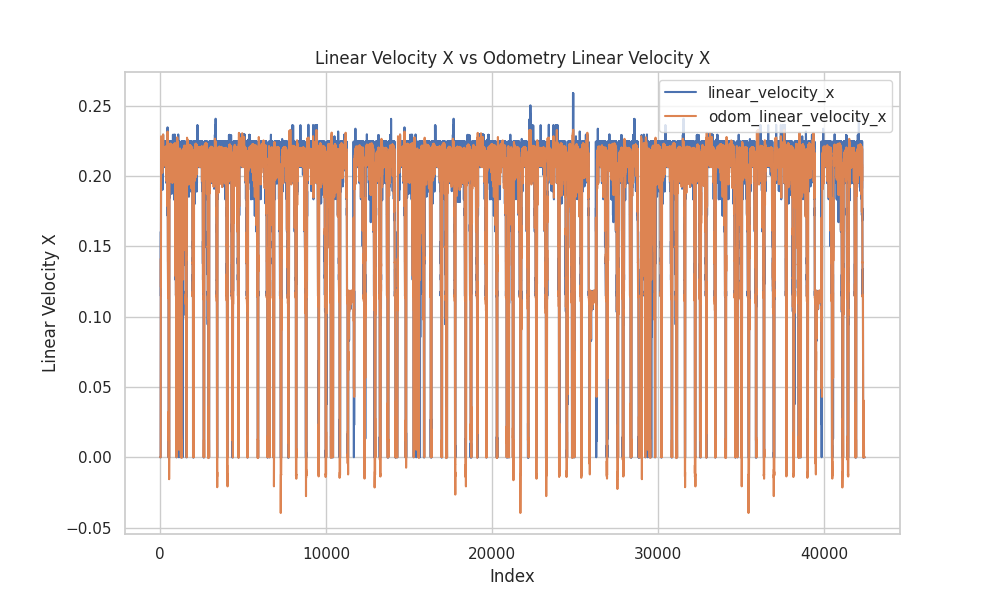 Linear Velocity X vs Odometry Linear Velocity X
linear_velocity_x
odom_linear_velocity_x
Linear Velocity X
0.25
0.20
0.15
0.10
0.05
0.00
−0.05
0 10000 20000 30000 40000
Index